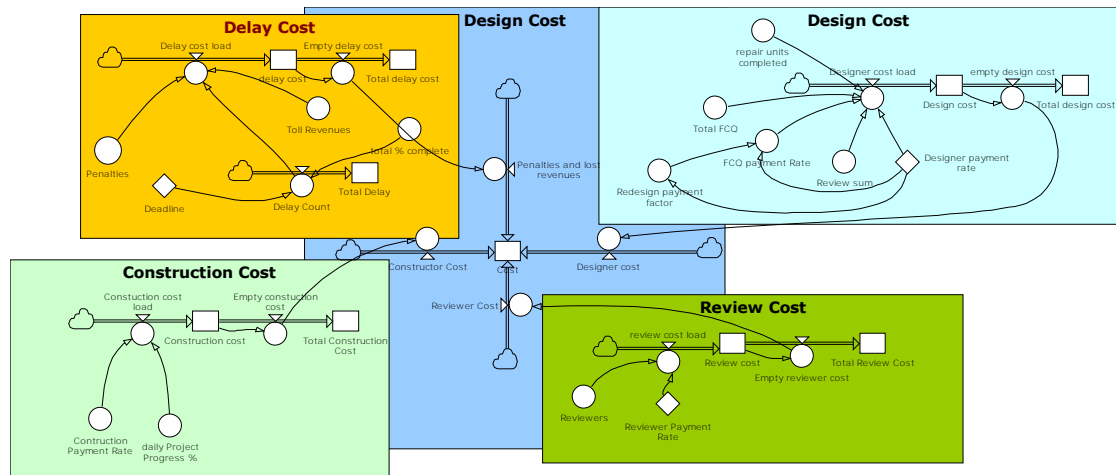 Delay Cost
Delay cost load
Empty delay cost
delay cost
Total delay cost
Toll Revenues
total % complete
Penalties
Deadline
Delay Count
Total Delay
Design Cost
Penalties and lost
revenues
Constructor Cost
Cost
Designer cost
Reviewer Cost
Design Cost
repair units
completed
Designer cost load
empty design cost
Design cost
Total design cost
Total FCQ
FCQ payment Rate
Review sum
Designer payment
rate
Redesign payment
factor
Construction Cost
Constuction cost
load
Empty constuction
cost
Construction cost
Total Construction
Cost
Contruction
Payment Rate
daily Project
Progress %
Review Cost
review cost load
Review cost
Total Review Cost
Empty reviewer cost
Reviewers
Reviewer Payment
Rate